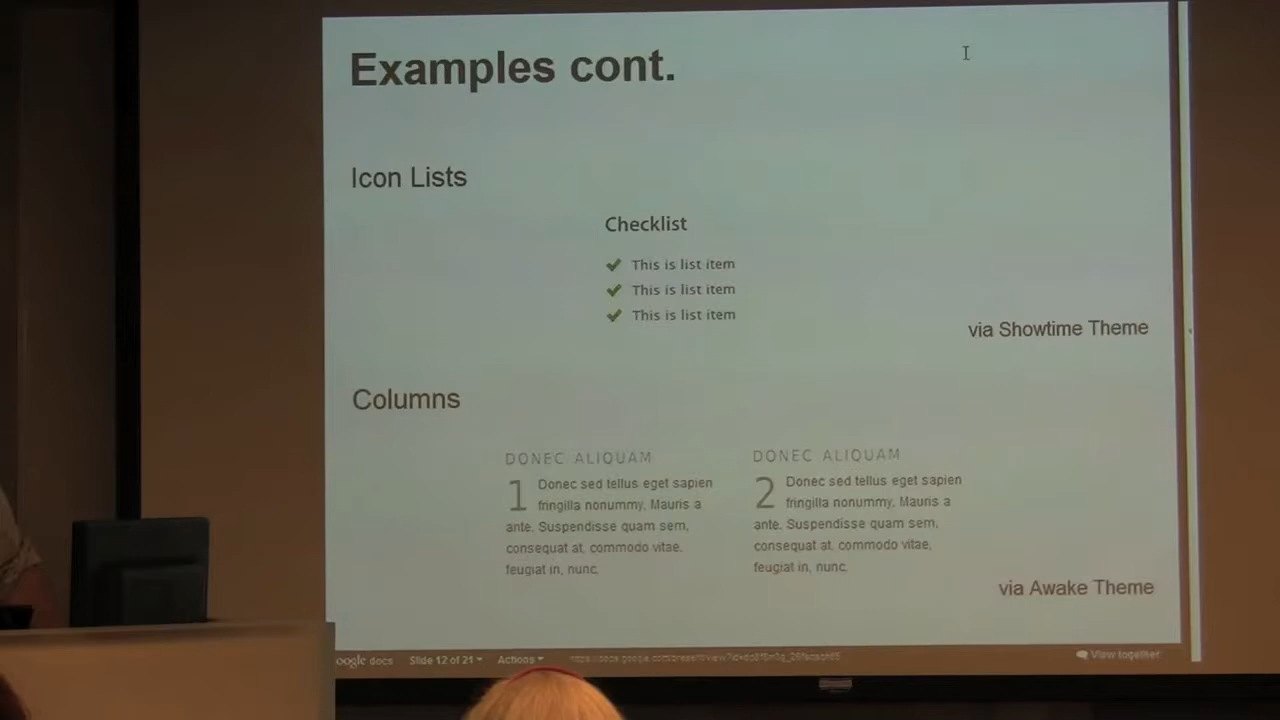 Examples cont.
Icon Lists
Checklist
This is list item
This is list item
This is list item
via Showtime Theme
Columns
DONEC ALIQUAM
1 Donec sed tellus eget sapien
fringilla nonummy. Mauris a
ante. Suspendisse quam sem,
consequat at, commodo vitae,
feugiat in, nunc.
DONEC ALIQUAM
2 Donec sed tellus eget sapien
fringilla nonummy. Mauris a
ante. Suspendisse quam sem,
consequat at, commodo vitae,
feugiat in, nunc.
via Awake Theme
oogle docs Slide 12 of 21 Actions View together